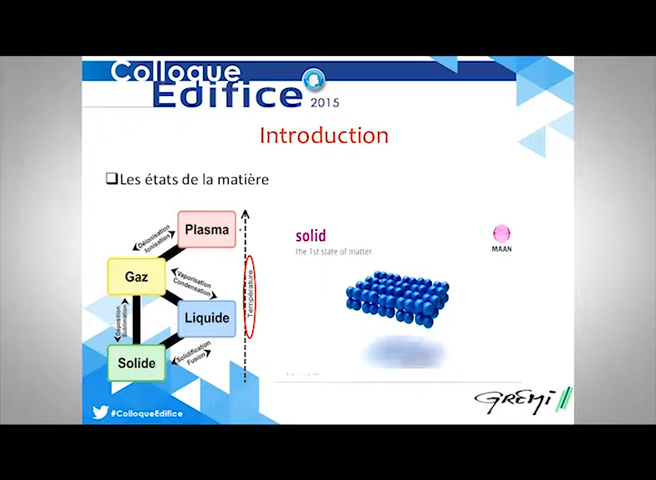 Colloque
Edifice 2015
Introduction
❑Les états de la matière
Plasma
Déionisation
Ionisation
Gaz
Vaporisation
Condensation
Température
Déposition
Sublimation
Liquide
Solide
Solidification
Fusion
solid
the 1st state of matter
MAAN
GREMI
#ColloqueEdifice